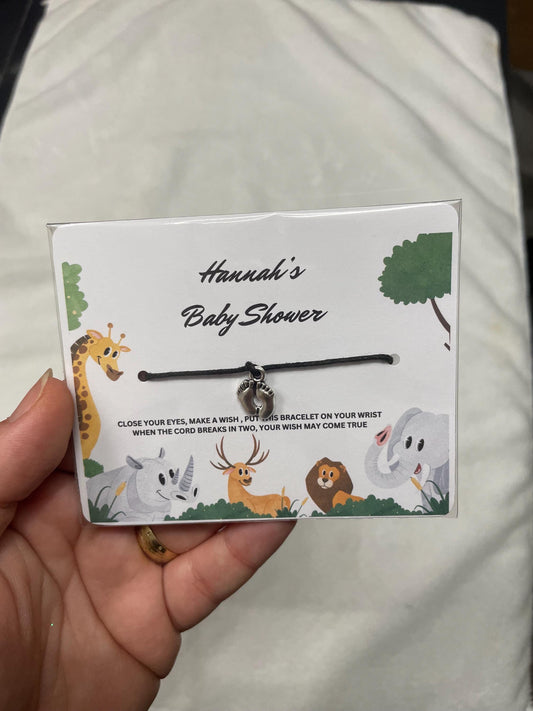 Hannah's
Baby Shower
CLOSE YOUR EYES, MAKE A WISH , PUT THIS BRACELET ON YOUR WRIST
WHEN THE CORD BREAKS IN TWO, YOUR WISH MAY COME TRUE